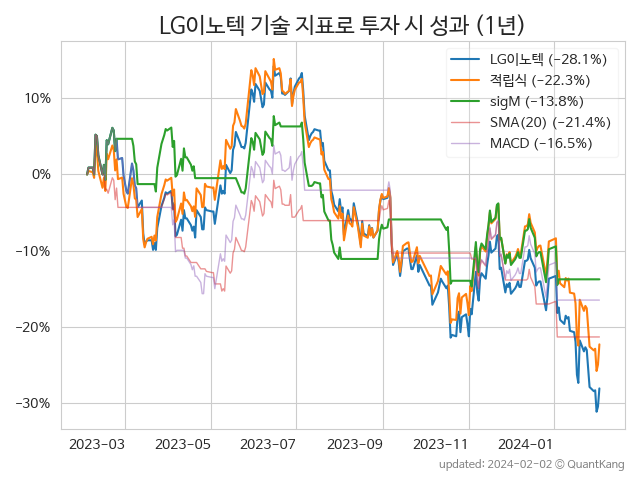 LG이노텍 기술 지표로 투자 시 성과 (1년)
LG이노텍 (−28.1%)
적립식 (−22.3%)
sigM (−13.8%)
SMA(20) (−21.4%)
MACD (−16.5%)
10%
0%
−10%
−20%
−30%
2023-03 2023-05 2023-07 2023-09 2023-11 2024-01
updated: 2024-02-02 © QuantKang